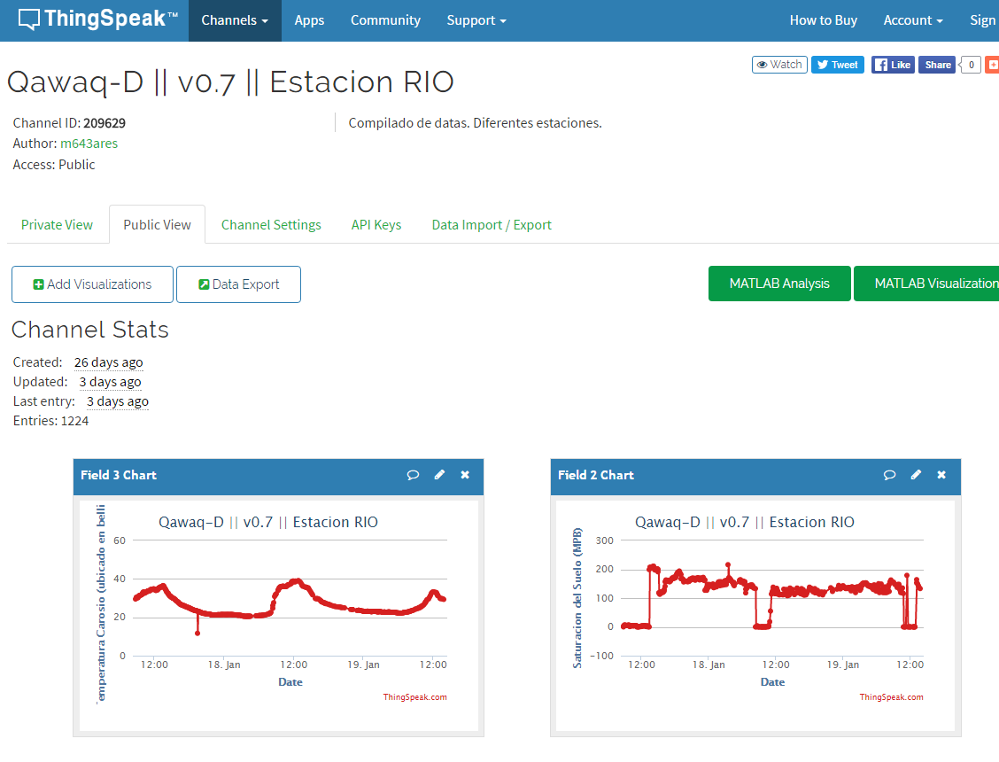 ThingSpeak™ Channels Apps Community Support How to Buy Account Sign
Watch Tweet Like Share 0
Qawaq-D || v0.7 || Estacion RIO
Channel ID: 209629
Compilado de datas. Diferentes estaciones.
Author: m643ares
Access: Public
Private View Public View Channel Settings API Keys Data Import / Export
Add Visualizations Data Export MATLAB Analysis MATLAB Visualization
Channel Stats
Created: 26 days ago
Updated: 3 days ago
Last entry: 3 days ago
Entries: 1224
Field 3 Chart
Qawaq-D || v0.7 || Estacion RIO
emperatura Carosio (ubicado en belli
60
40
20
0
12:00 18. Jan 12:00 19. Jan 12:00
Date
ThingSpeak.com
Field 2 Chart
Qawaq-D || v0.7 || Estacion RIO
Saturacion del Suelo (MPB)
300
200
100
0
-100
12:00 18. Jan 12:00 19. Jan 12:00
Date
ThingSpeak.com